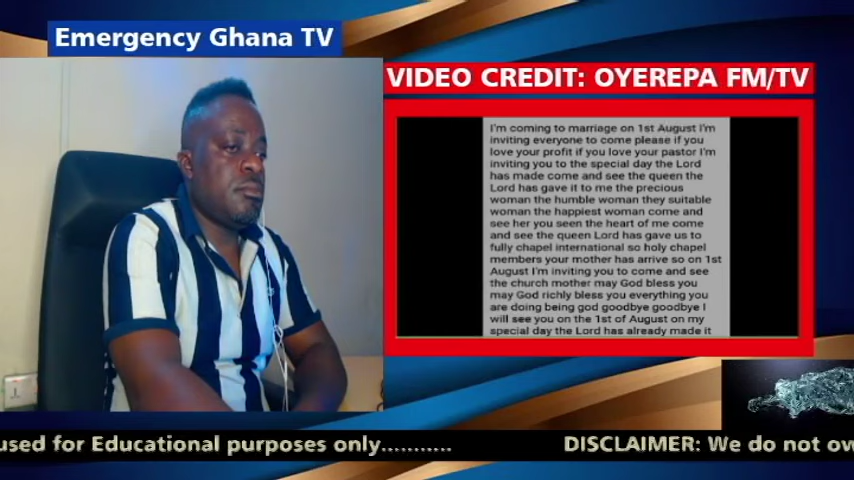 Emergency Ghana TV
VIDEO CREDIT: OYEREPA FM/TV
I'm coming to marriage on 1st August I'm
inviting everyone to come please if you
love your profit if you love your pastor I'm
inviting you to the special day the Lord
has made come and see the queen the
Lord has gave it to me the precious
woman the humble woman they suitable
woman the happiest woman come and
see her you seen the heart of me come
and see the queen Lord has gave us to
fully chapel international so holy chapel
members your mother has arrive so on 1st
August I'm inviting you to come and see
the church mother may God bless you
may God richly bless you everything you
are doing being god goodbye goodbye I
will see you on the 1st of August on my
special day the Lord has already made it
used for Educational purposes only........... DISCLAIMER: We do not ow